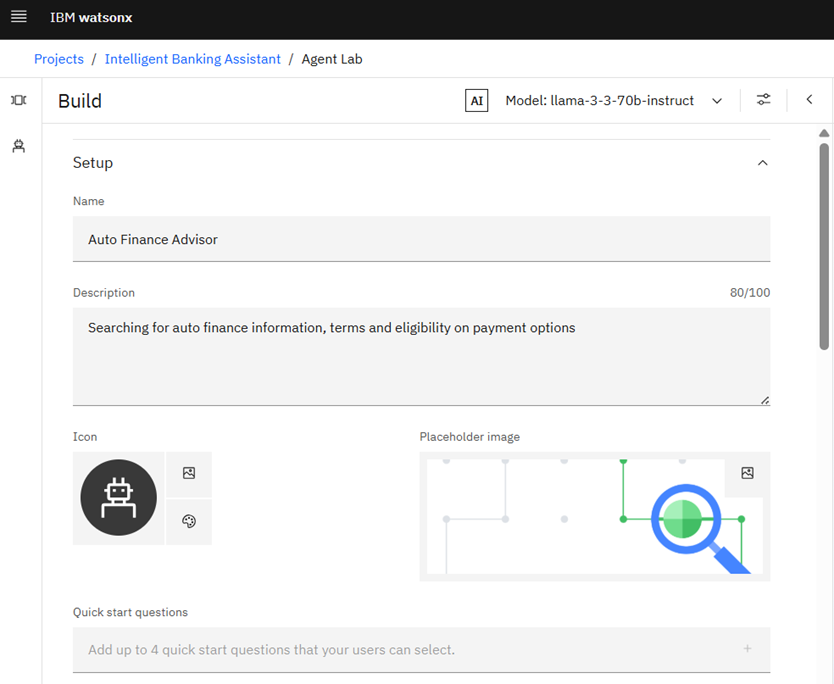 IBM watsonx
Projects / Intelligent Banking Assistant / Agent Lab
Build
AI
Model: llama-3-3-70b-instruct
Setup
Name
Auto Finance Advisor
Description
80/100
Searching for auto finance information, terms and eligibility on payment options
Icon
Placeholder image
Quick start questions
Add up to 4 quick start questions that your users can select.